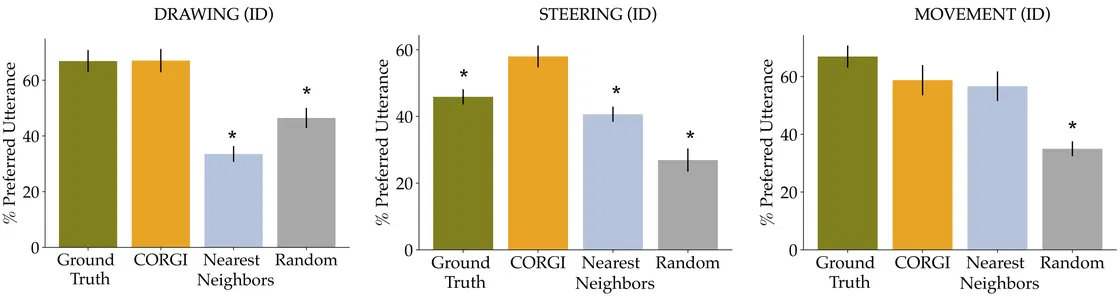 DRAWING (ID)
% Preferred Utterance
60
40
20
0
*
*
Ground Truth
CORGI
Nearest Neighbors
Random
STEERING (ID)
% Preferred Utterance
60
40
20
0
*
*
*
Ground Truth
CORGI
Nearest Neighbors
Random
MOVEMENT (ID)
% Preferred Utterance
60
40
20
0
*
Ground Truth
CORGI
Nearest Neighbors
Random